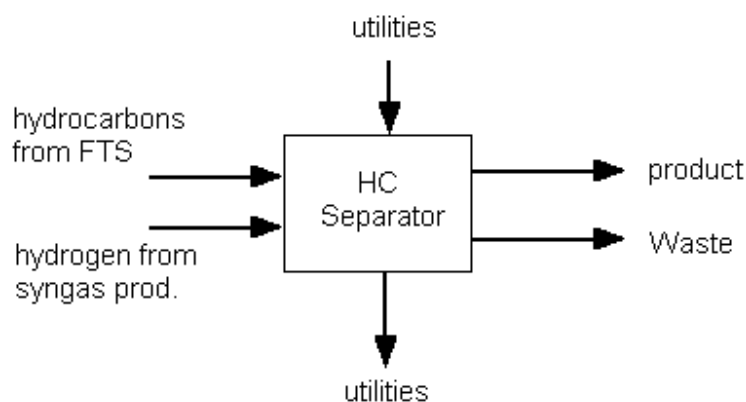 utilities
hydrocarbons
from FTS
HC
Separator
product
Waste
hydrogen from
syngas prod.
utilities